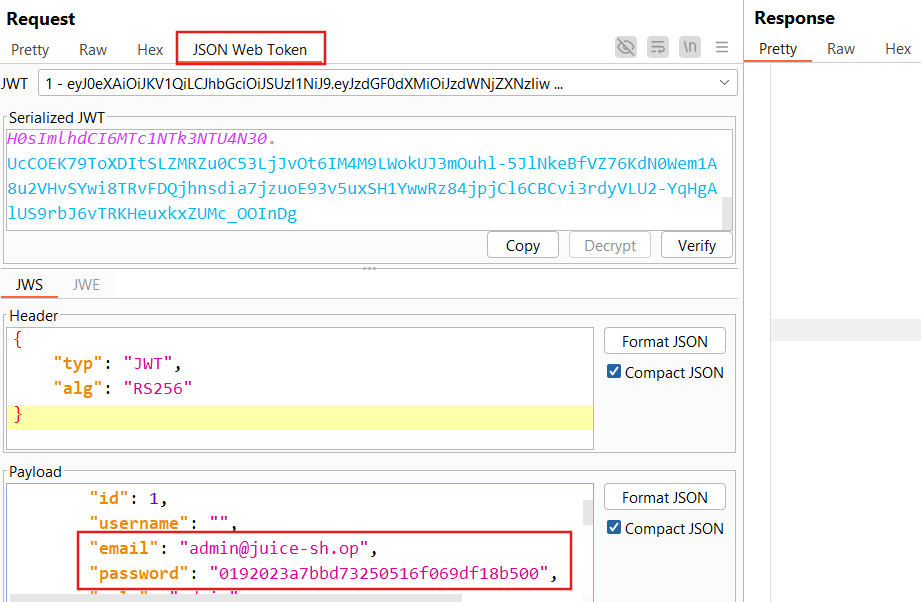 Request
Pretty Raw Hex JSON Web Token \n
JWT 1 - eyJ0eXAiOiJKV1QiLCJhbGciOiJSUzI1NiJ9.eyJzdGF0dXMiOiJzdWNjZXNzIiw ...
Serialized JWT
H0sImlhdCI6MTc1NTk3NTU4N30.
UcCOEK79ToXDItSLZMRZu0C53LjJvOt6IM4M9LWokUJ3mOuhl-5JlNkeBfVZ76KdN0Wem1A
8u2VHvSYwi8TRvFDQjhnsdia7jzuoE93v5uxSH1YwwRz84jpjCl6CBCvi3rdyVLU2-YqHgA
lUS9rbJ6vTRKHeuxkxZUMc_OOInDg
Copy Decrypt Verify
JWS JWE
Header
{
"typ": "JWT",
"alg": "RS256"
}
Format JSON
Compact JSON
Payload
"id": 1,
"username": "",
"email": "admin@juice-sh.op",
"password": "0192023a7bbd73250516f069df18b500",
Format JSON
Compact JSON
Response
Pretty Raw Hex